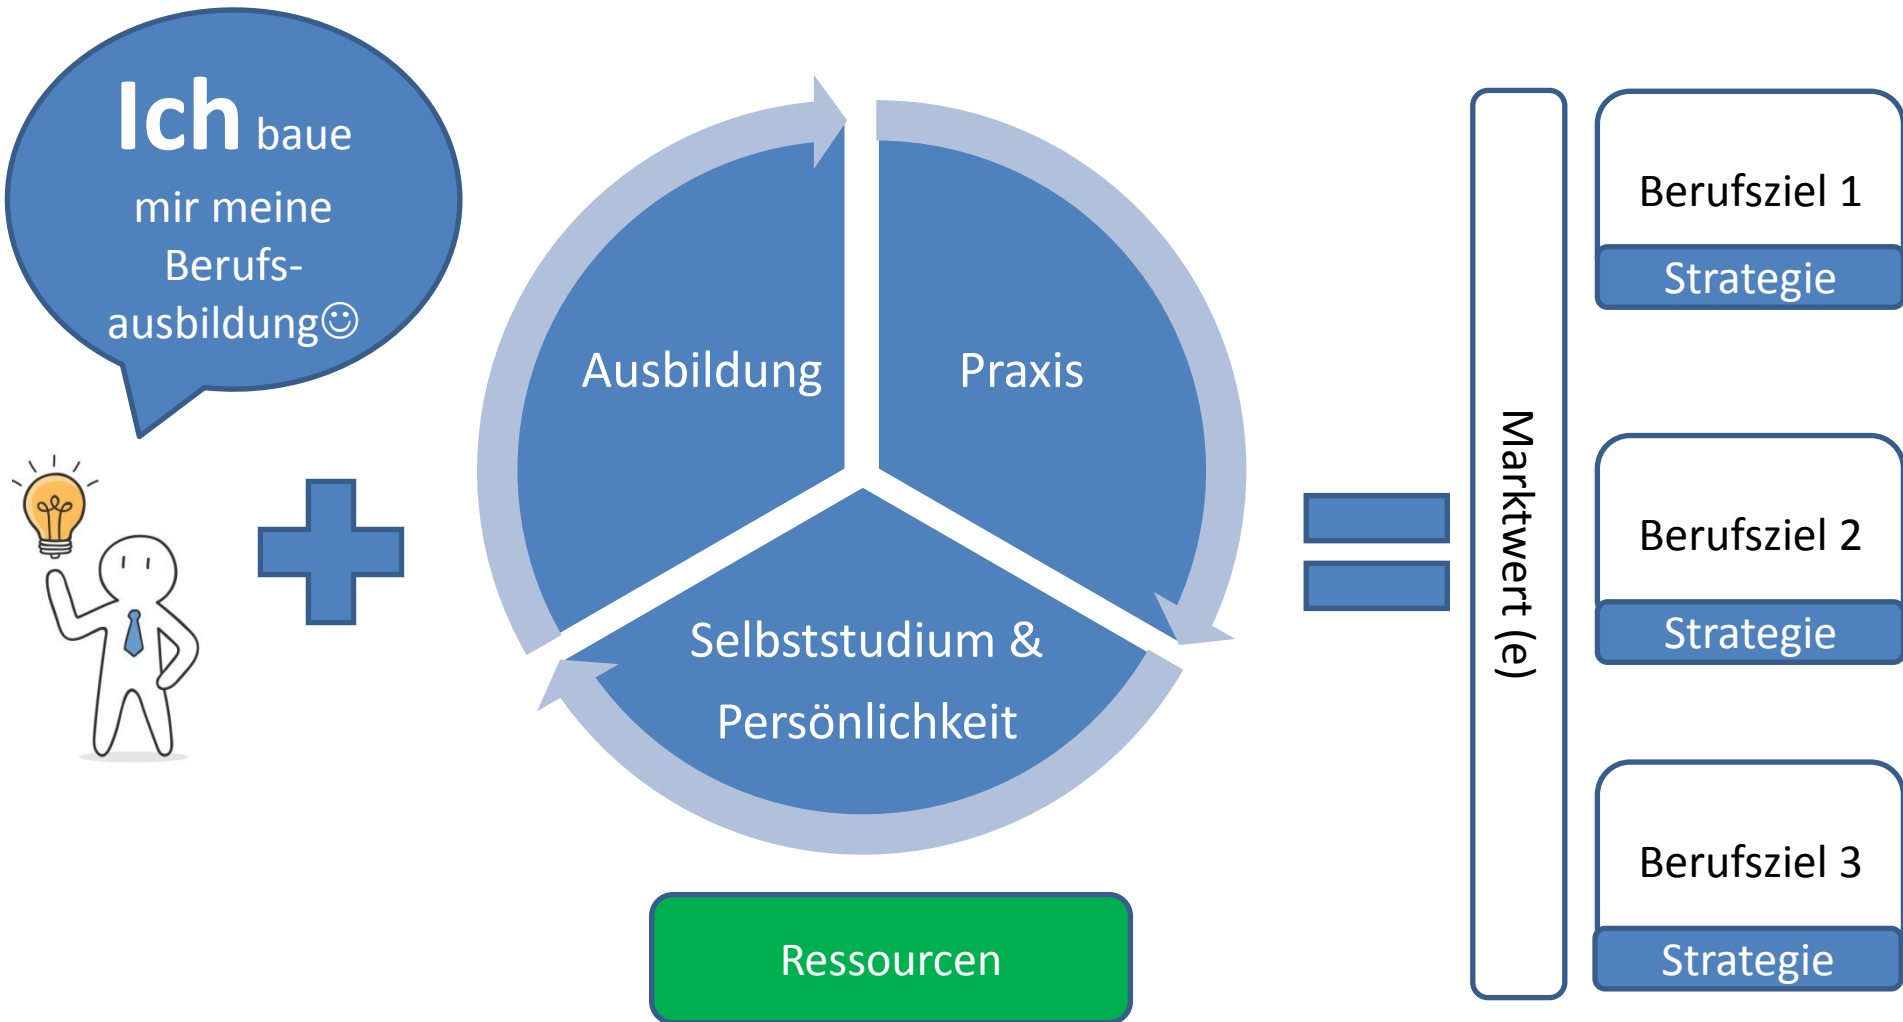 Ich baue
mir meine
Berufs-
ausbildung☺
Ausbildung
Praxis
Selbststudium &
Persönlichkeit
Ressourcen
Marktwert (e)
Berufsziel 1
Strategie
Berufsziel 2
Strategie
Berufsziel 3
Strategie